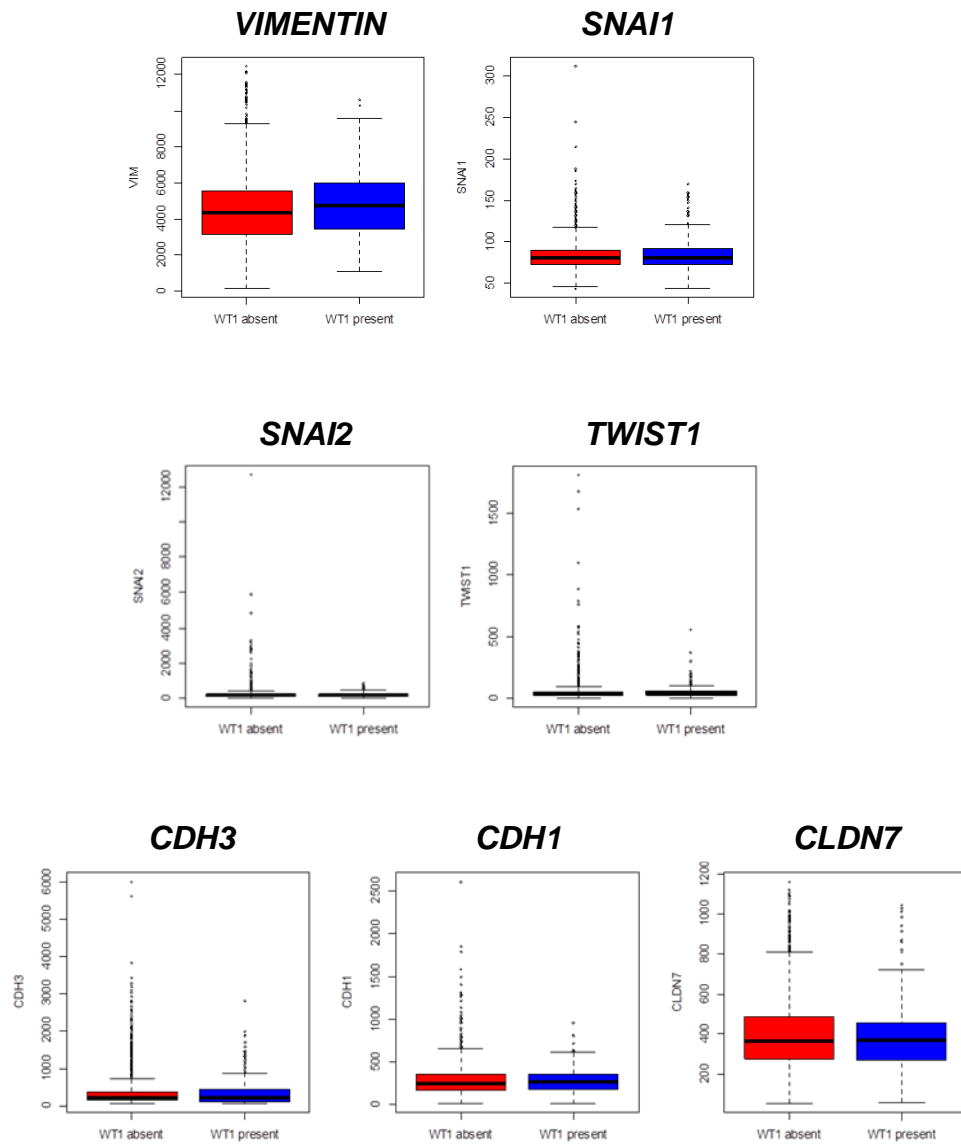 VIMENTIN
SNAI1
VIM
0
2000
4000
6000
8000
12000
WT1 absent
WT1 present
SNAI1
50
100
150
200
250
300
WT1 absent
WT1 present
SNAI2
TWIST1
SNAI2
0
2000
4000
6000
8000
12000
WT1 absent
WT1 present
TWIST1
0
500
1000
1500
WT1 absent
WT1 present
CDH3
CDH1
CLDN7
CDH3
0
1000
2000
3000
4000
5000
6000
WT1 absent
WT1 present
CDH1
0
500
1000
1500
2000
2500
WT1 absent
WT1 present
CLDN7
200
400
600
800
1000
1200
WT1 absent
WT1 present